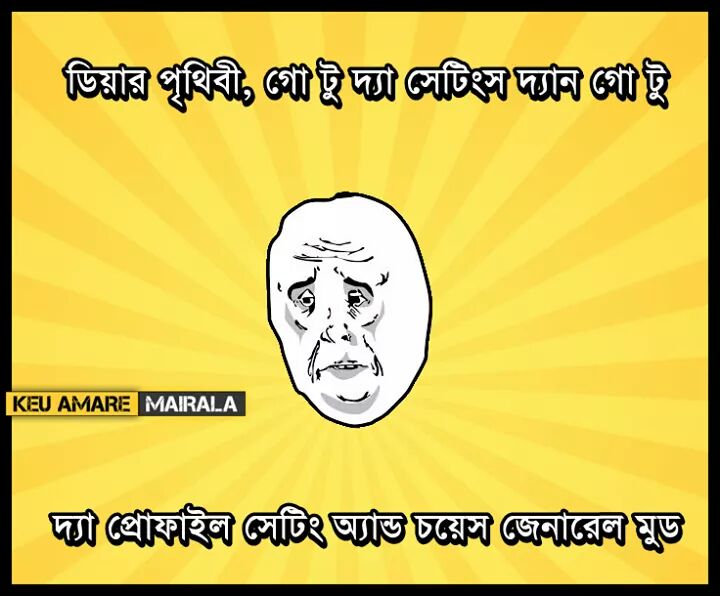 ডিয়ার পৃথিবী, গো টু দ্যা সেটিংস দ্যান গো টু
KEU AMARE MAIRALA
দ্যা প্রোফাইল সেটিং অ্যান্ড চয়েস জেনারেল মুড